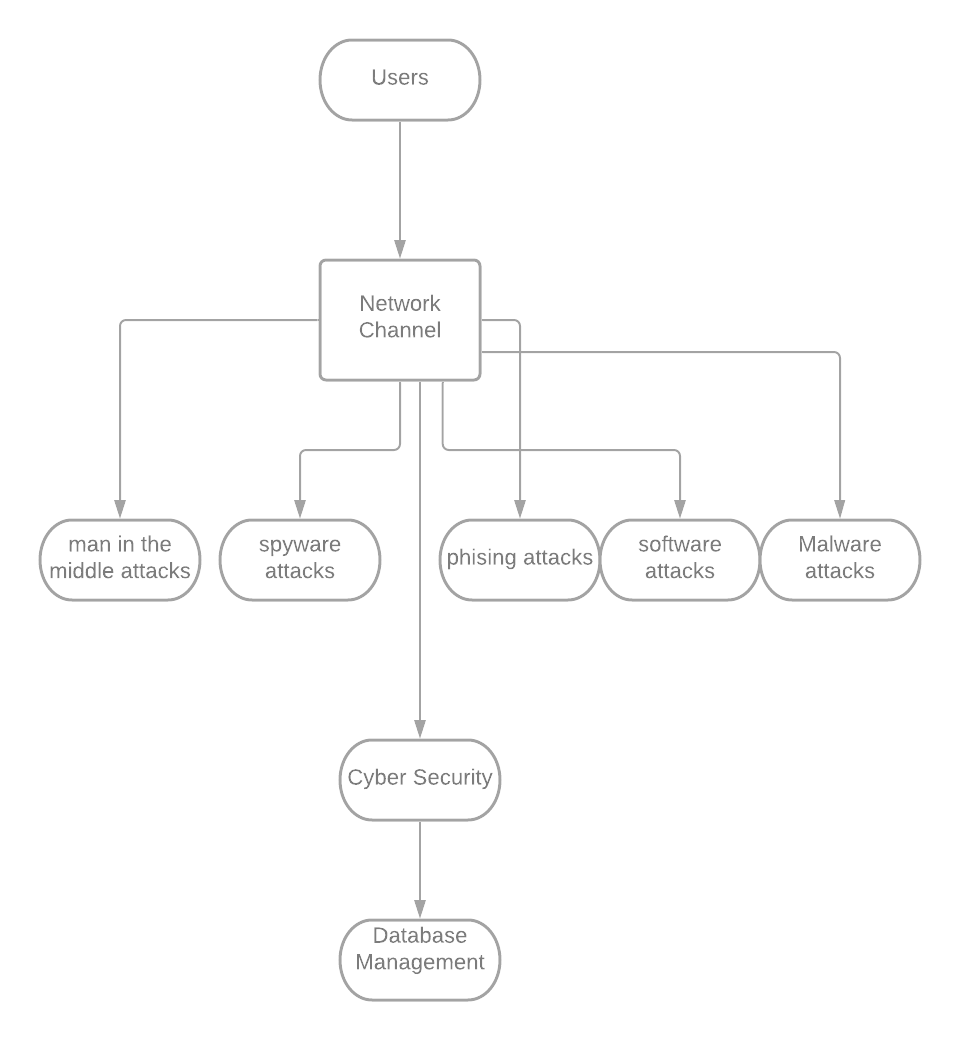 Users
Network
Channel
man in the
middle attacks
spyware
attacks
phising attacks
software
attacks
Malware
attacks
Cyber Security
Database
Management